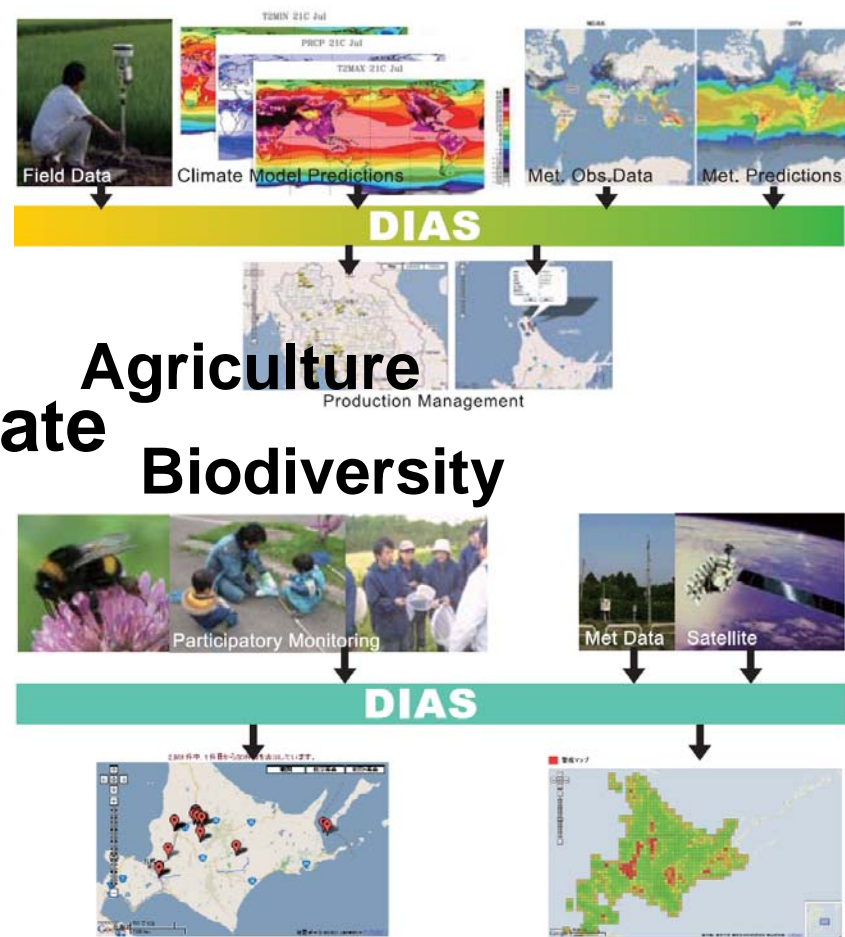 T2MIN 21C Jul
PRCP 21C Jul
T2MAX 21C Jul
Field Data
Climate Model Predictions
Met. Obs.Data
Met. Predictions
DIAS
Production Management
Agriculture
ate
Biodiversity
Participatory Monitoring
Met Data
Satellite
DIAS